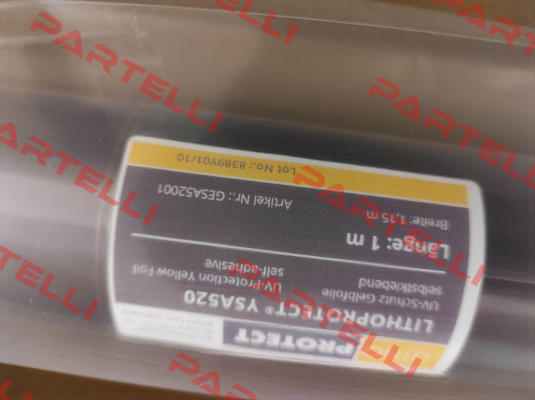 PROTECT
LITHOPROTECT® YSA520
UV-Schutz Gelbfolie
selbstklebend
UV-Protection Yellow Foil
self-adhesive
Länge: 1 m
Breite: 1,15 m
Artikel Nr.: GESA52001
Lot No.: 8389Y01/10
PARTELLI
PARTELLI
PARTELLI
PARTELLI
PARTELLI
PARTELLI